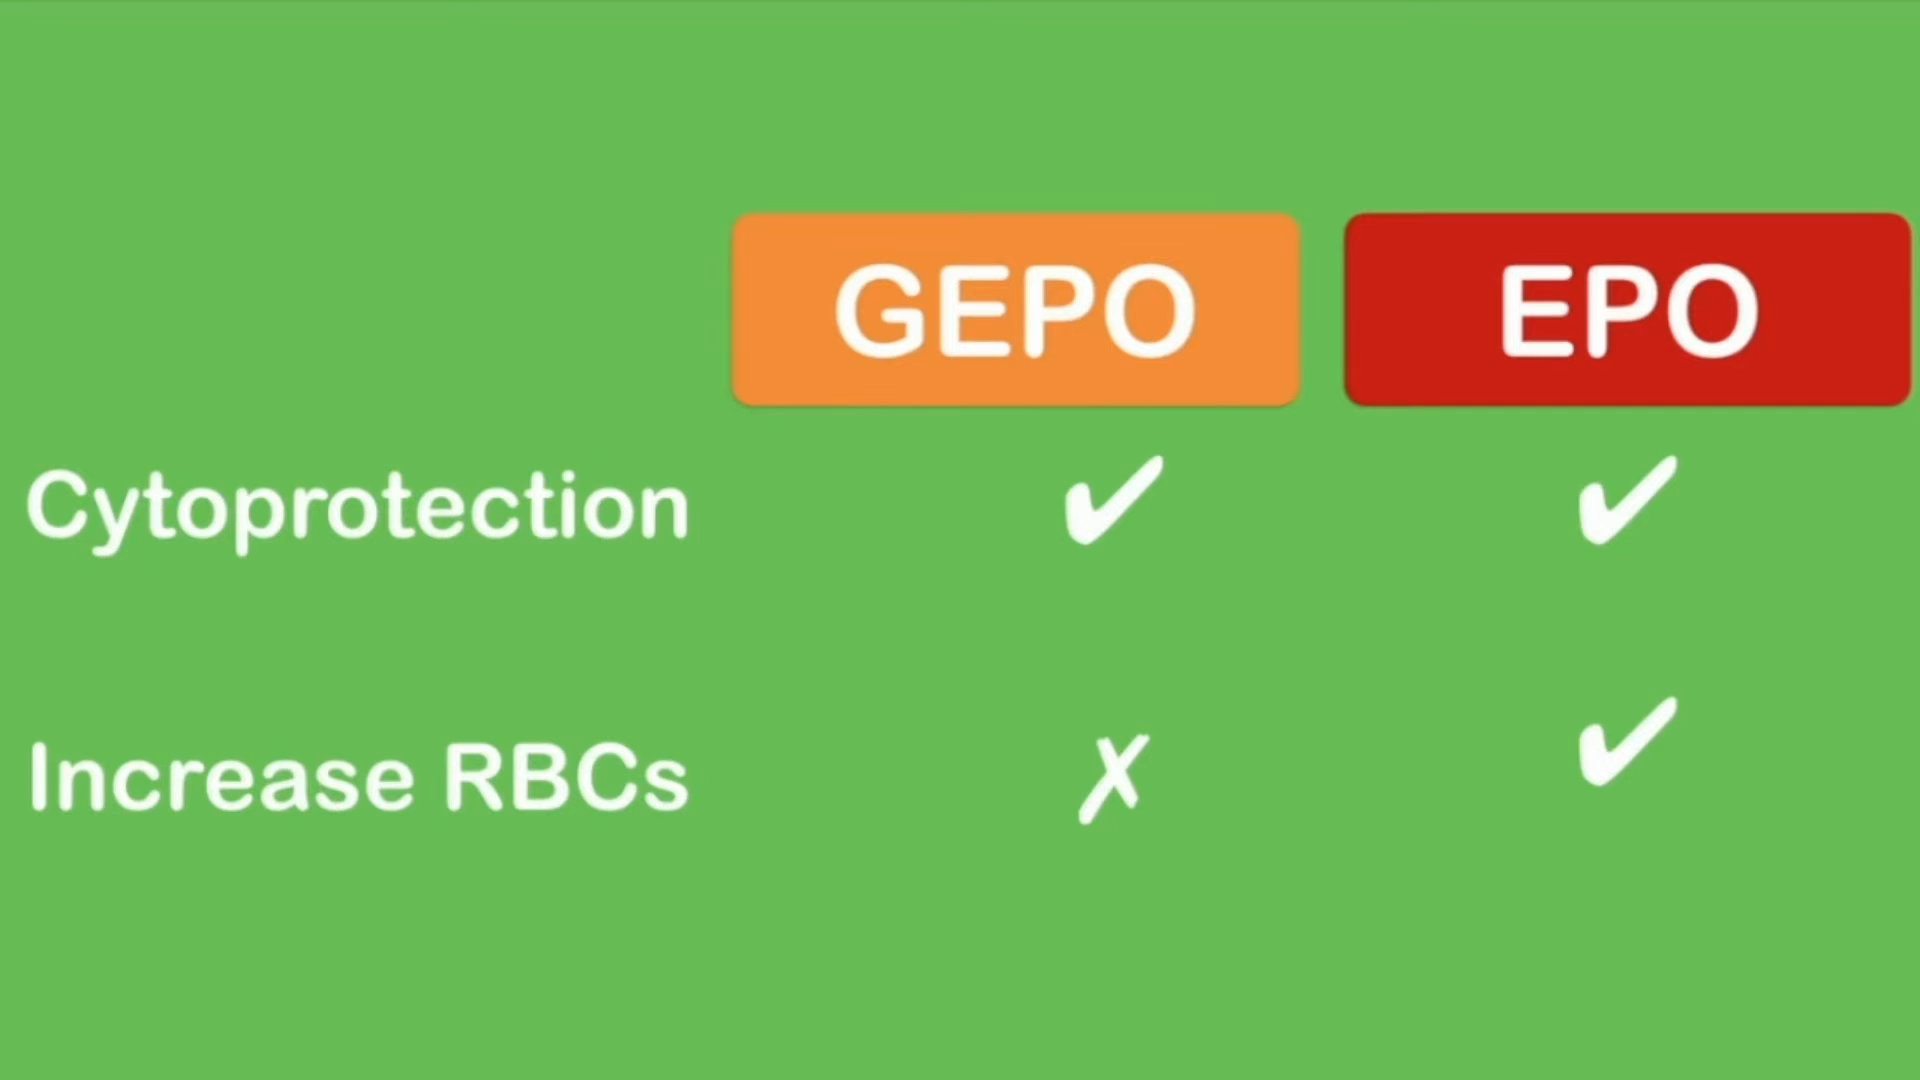 GEPO EPO
Cytoprotection ✔ ✔
Increase RBCs ✗ ✔